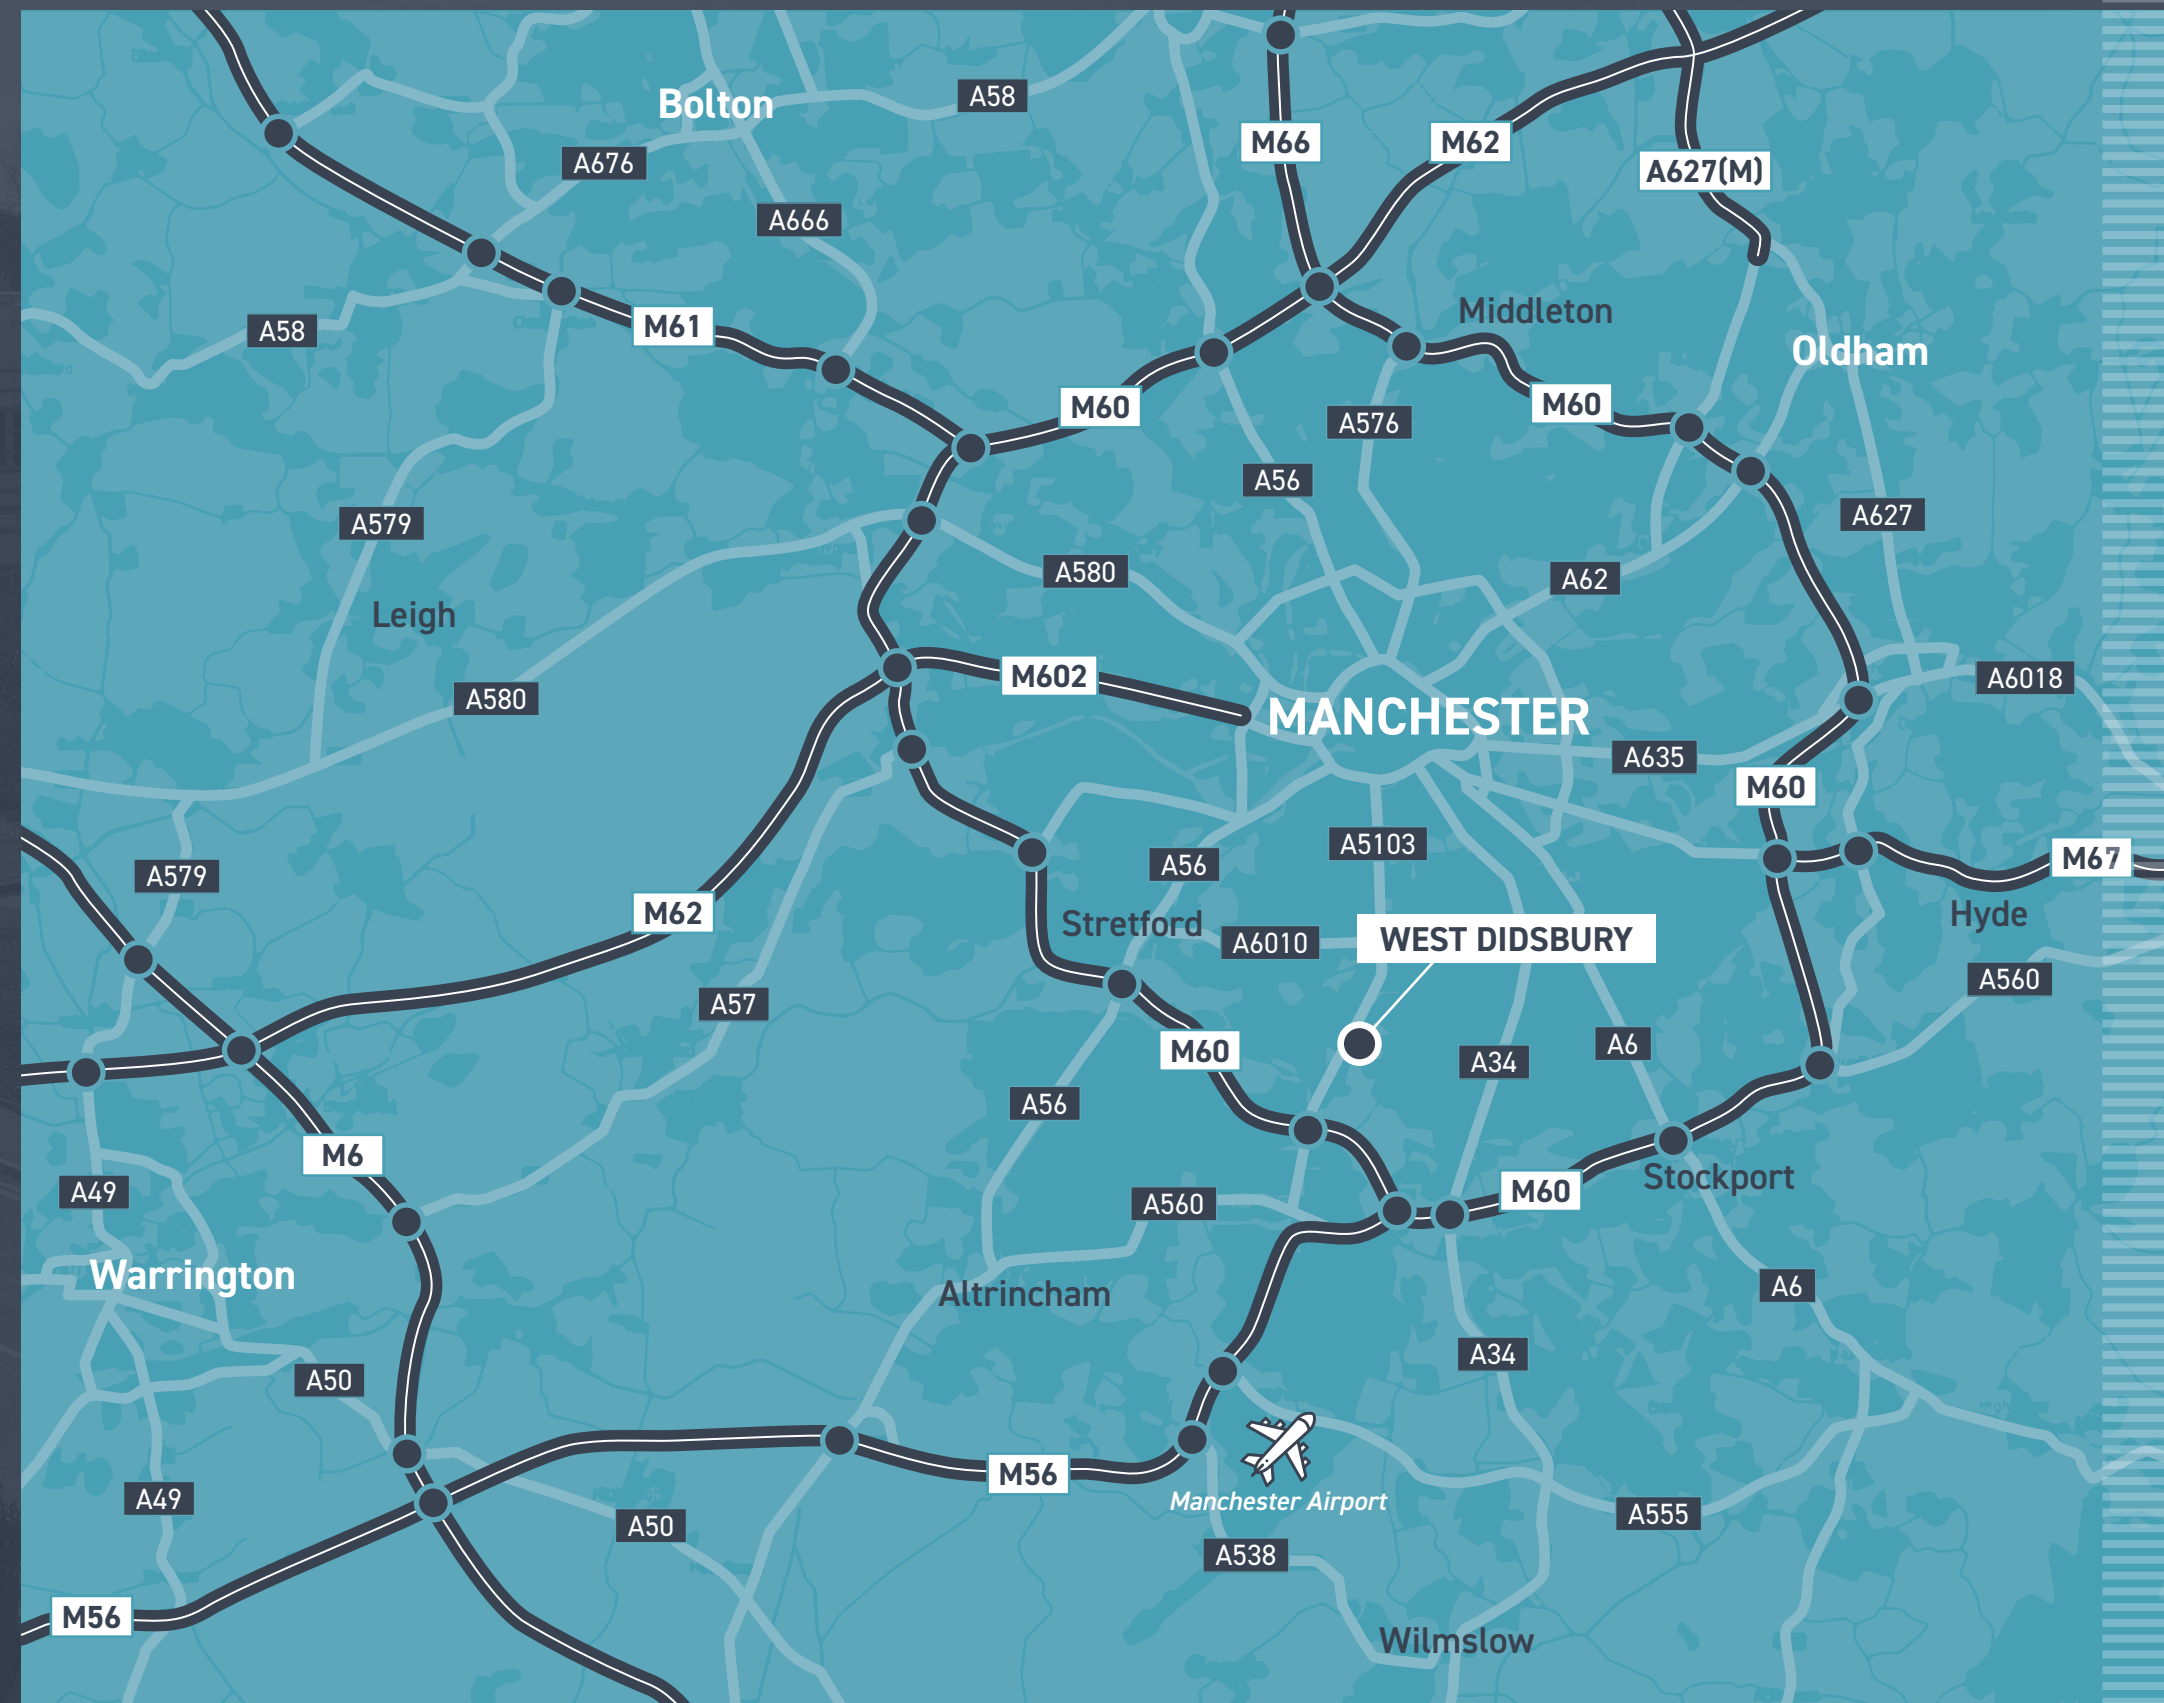 Bolton
A58
M66
M62
A676
A627(M)
A666
Middleton
A58
M61
Oldham
M60
M60
A576
A56
A579
A627
A580
A62
Leigh
M602
A6018
A580
MANCHESTER
A635
M60
A5103
M67
A56
A579
M62
Stretford
Hyde
A6010
WEST DIDSBURY
A560
A57
M60
A34
A6
A56
M6
Stockport
A49
A560
M60
Warrington
Altrincham
A6
A50
A34
M56
Manchester Airport
A49
A50
A555
A538
M56
Wilmslow